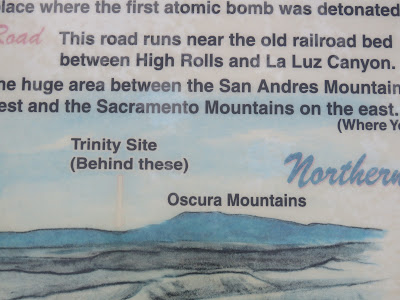 place where the first atomic bomb was detonated
Road This road runs near the old railroad bed
between High Rolls and La Luz Canyon.
he huge area between the San Andres Mountain
est and the Sacramento Mountains on the east.
(Where Yo
Trinity Site
(Behind these)
Northern
Oscura Mountains